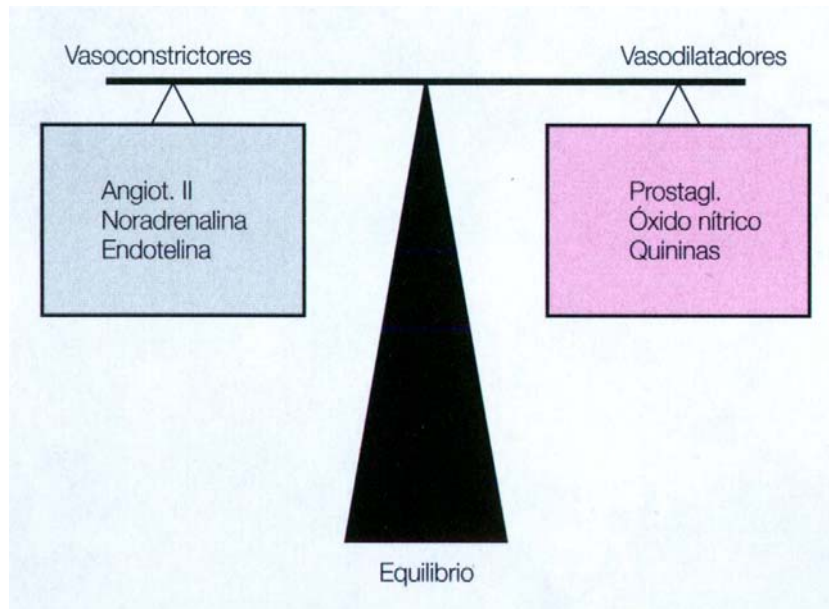 Vasoconstrictores
Vasodilatadores
Angiot. II
Noradrenalina
Endotelina
Prostagl.
Óxido nítrico
Quininas
Equilibrio